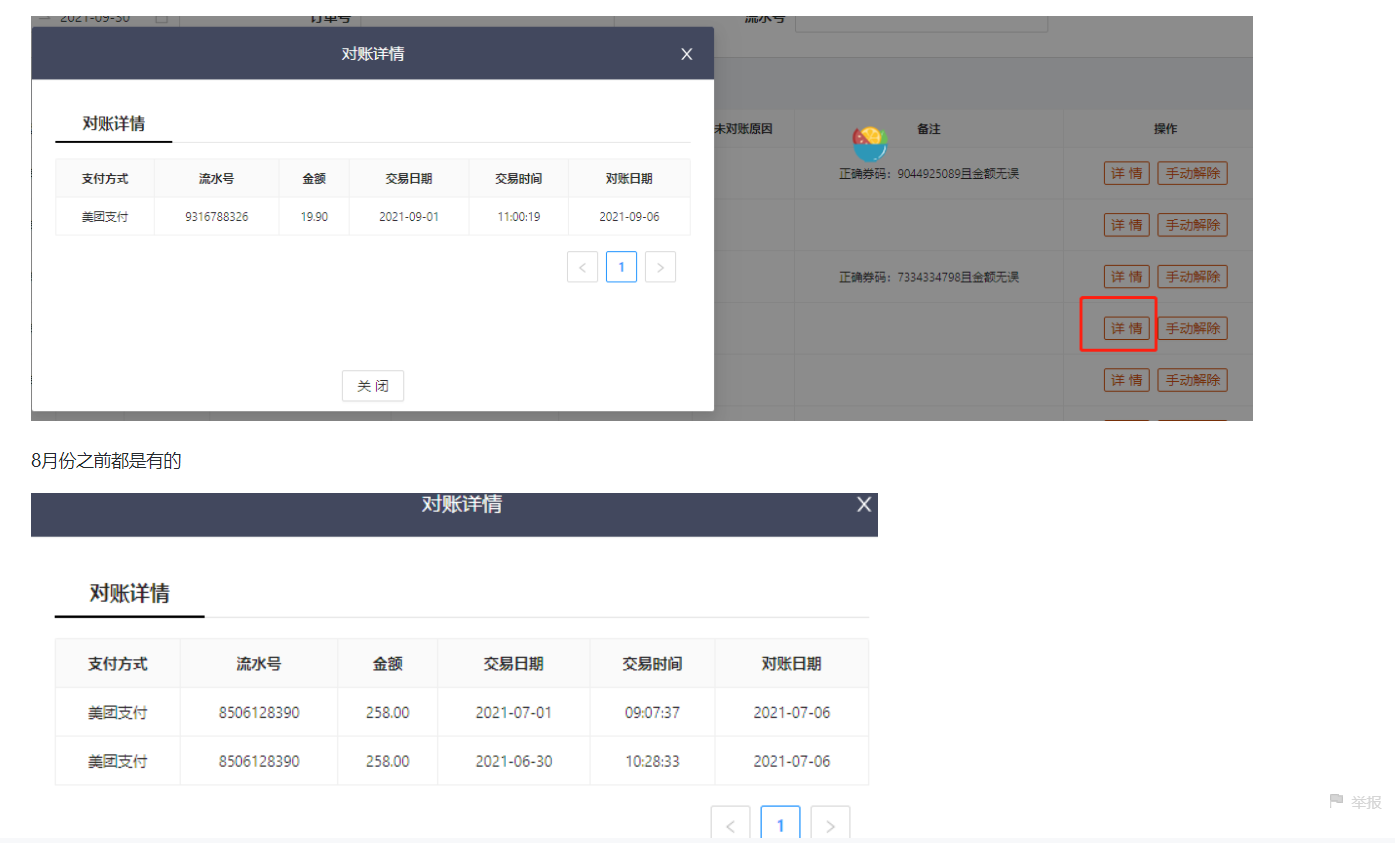 2021-09-30 订单号 流水号
对账详情 X
对账详情
未对账原因 备注 操作
支付方式 流水号 金额 交易日期 交易时间 对账日期
正确券码：9044925089且金额无误 详 情 手动解除
美团支付 9316788326 19.90 2021-09-01 11:00:19 2021-09-06
详 情 手动解除
< 1 >
正确券码：7334334798且金额无误 详 情 手动解除
详 情 手动解除
关 闭
详 情 手动解除
8月份之前都是有的
对账详情 X
对账详情
支付方式 流水号 金额 交易日期 交易时间 对账日期
美团支付 8506128390 258.00 2021-07-01 09:07:37 2021-07-06
美团支付 8506128390 258.00 2021-06-30 10:28:33 2021-07-06
举报
< 1 >